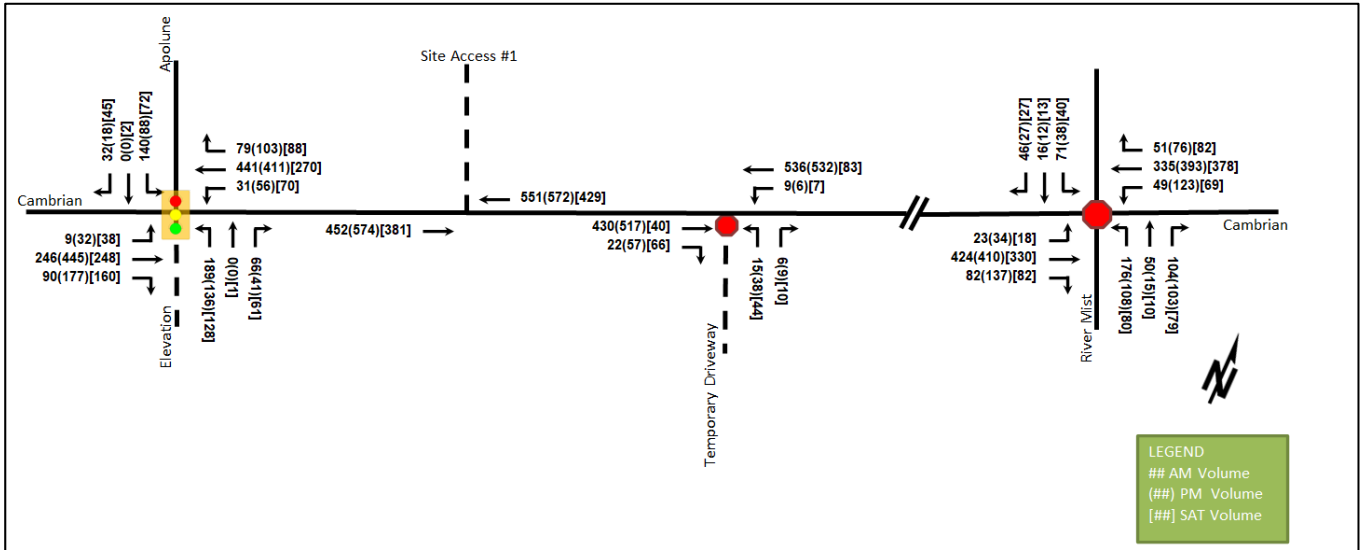 Apolune
Site Access #1
32(18)[45]
0(0)[2]
140(88)[72]
79(103)[88]
441(411)[270]
31(56)[70]
Cambrian
9(32)[38]
246(445)[248]
90(177)[160]
189(136)[128]
0(0)[1]
66(41)[61]
Elevation
551(572)[429]
452(574)[381]
536(532)[83]
9(6)[7]
430(517)[40]
22(57)[66]
15(38)[44]
6(9)[10]
Temporary Driveway
46(27)[27]
16(12)[13]
71(38)[40]
51(76)[82]
335(393)[378]
49(123)[69]
Cambrian
23(34)[18]
424(410)[330]
82(137)[82]
176(108)[80]
50(15)[10]
104(103)[79]
River Mist
N
LEGEND
## AM Volume
(##) PM Volume
[##] SAT Volume